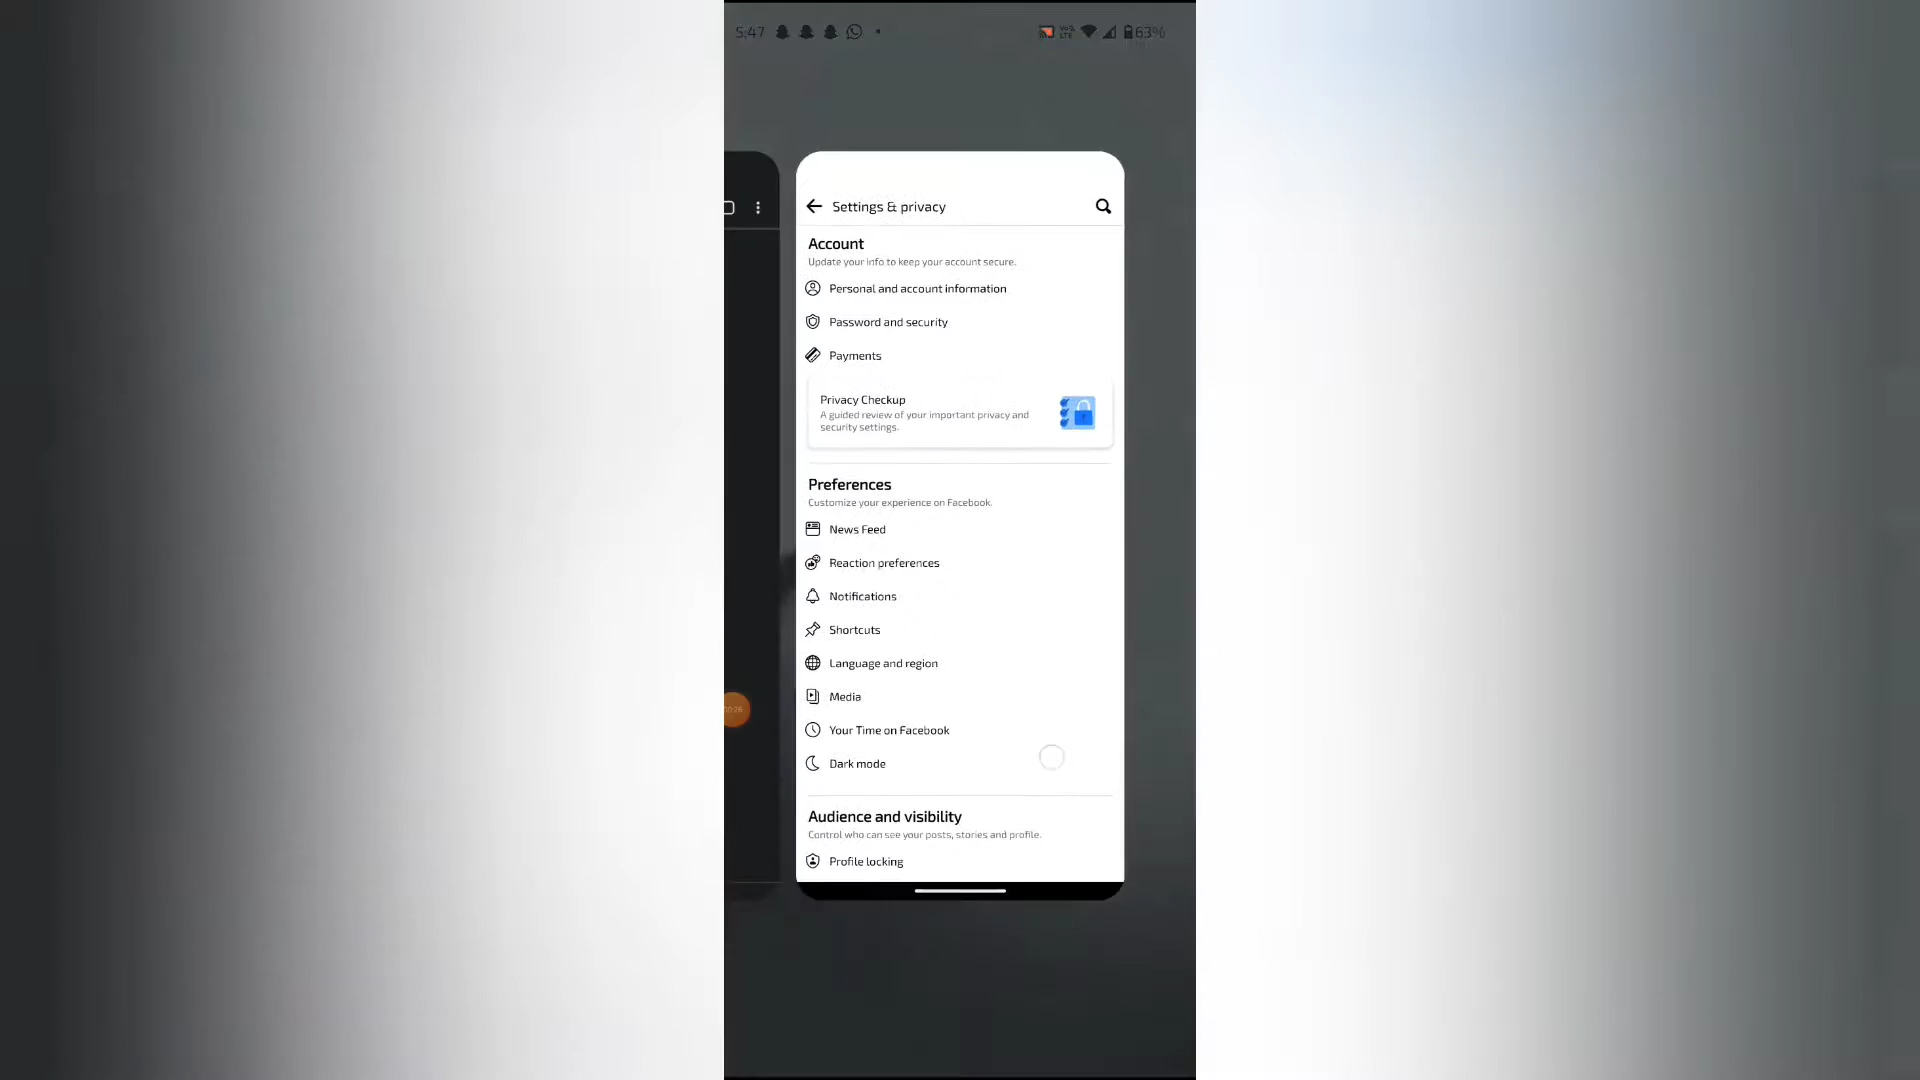 5:47
63%
Settings & privacy
Account
Update your info to keep your account secure.
Personal and account information
Password and security
Payments
Privacy Checkup
A guided review of your important privacy and
security settings.
Preferences
Customize your experience on Facebook.
News Feed
Reaction preferences
Notifications
Shortcuts
Language and region
00:26
Media
Your Time on Facebook
Dark mode
Audience and visibility
Control who can see your posts, stories and profile.
Profile locking